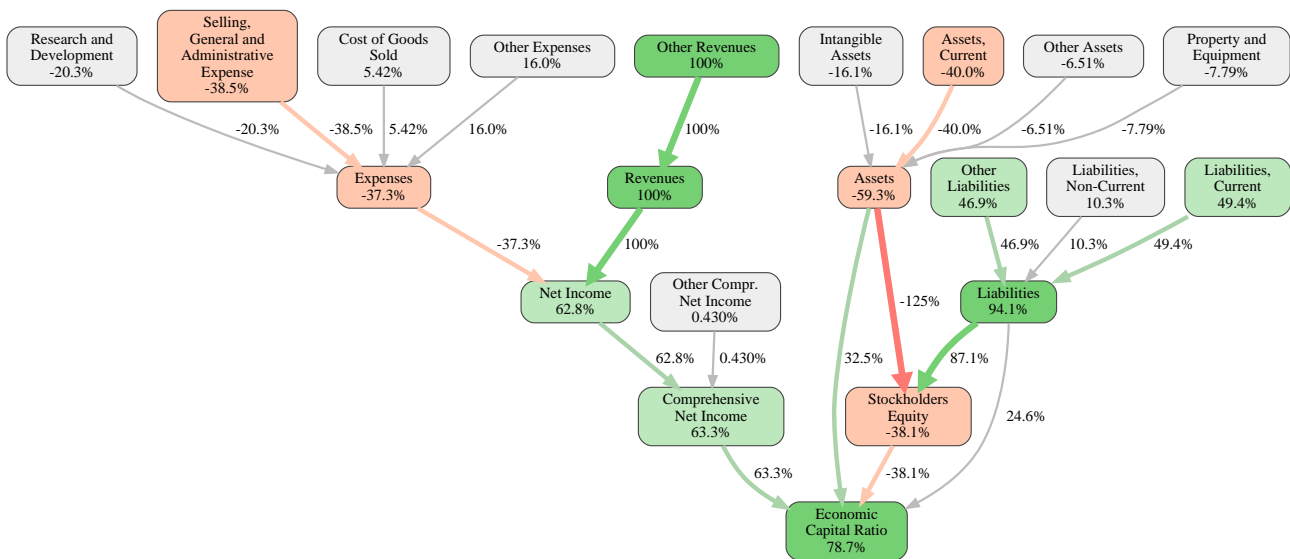 Research and
Development
-20.3%
Selling,
General and
Administrative
Expense
-38.5%
Cost of Goods
Sold
5.42%
Other Expenses
16.0%
Other Revenues
100%
Intangible
Assets
-16.1%
Assets,
Current
-40.0%
Other Assets
-6.51%
Property and
Equipment
-7.79%
-20.3%
-38.5%
5.42%
16.0%
100%
-16.1%
-40.0%
-6.51%
-7.79%
Expenses
-37.3%
Revenues
100%
Assets
-59.3%
Other
Liabilities
46.9%
Liabilities,
Non-Current
10.3%
Liabilities,
Current
49.4%
-37.3%
100%
46.9%
10.3%
49.4%
Net Income
62.8%
Other Compr.
Net Income
0.430%
-125%
Liabilities
94.1%
62.8%
0.430%
32.5%
87.1%
Comprehensive
Net Income
63.3%
Stockholders
Equity
-38.1%
24.6%
63.3%
-38.1%
Economic
Capital Ratio
78.7%